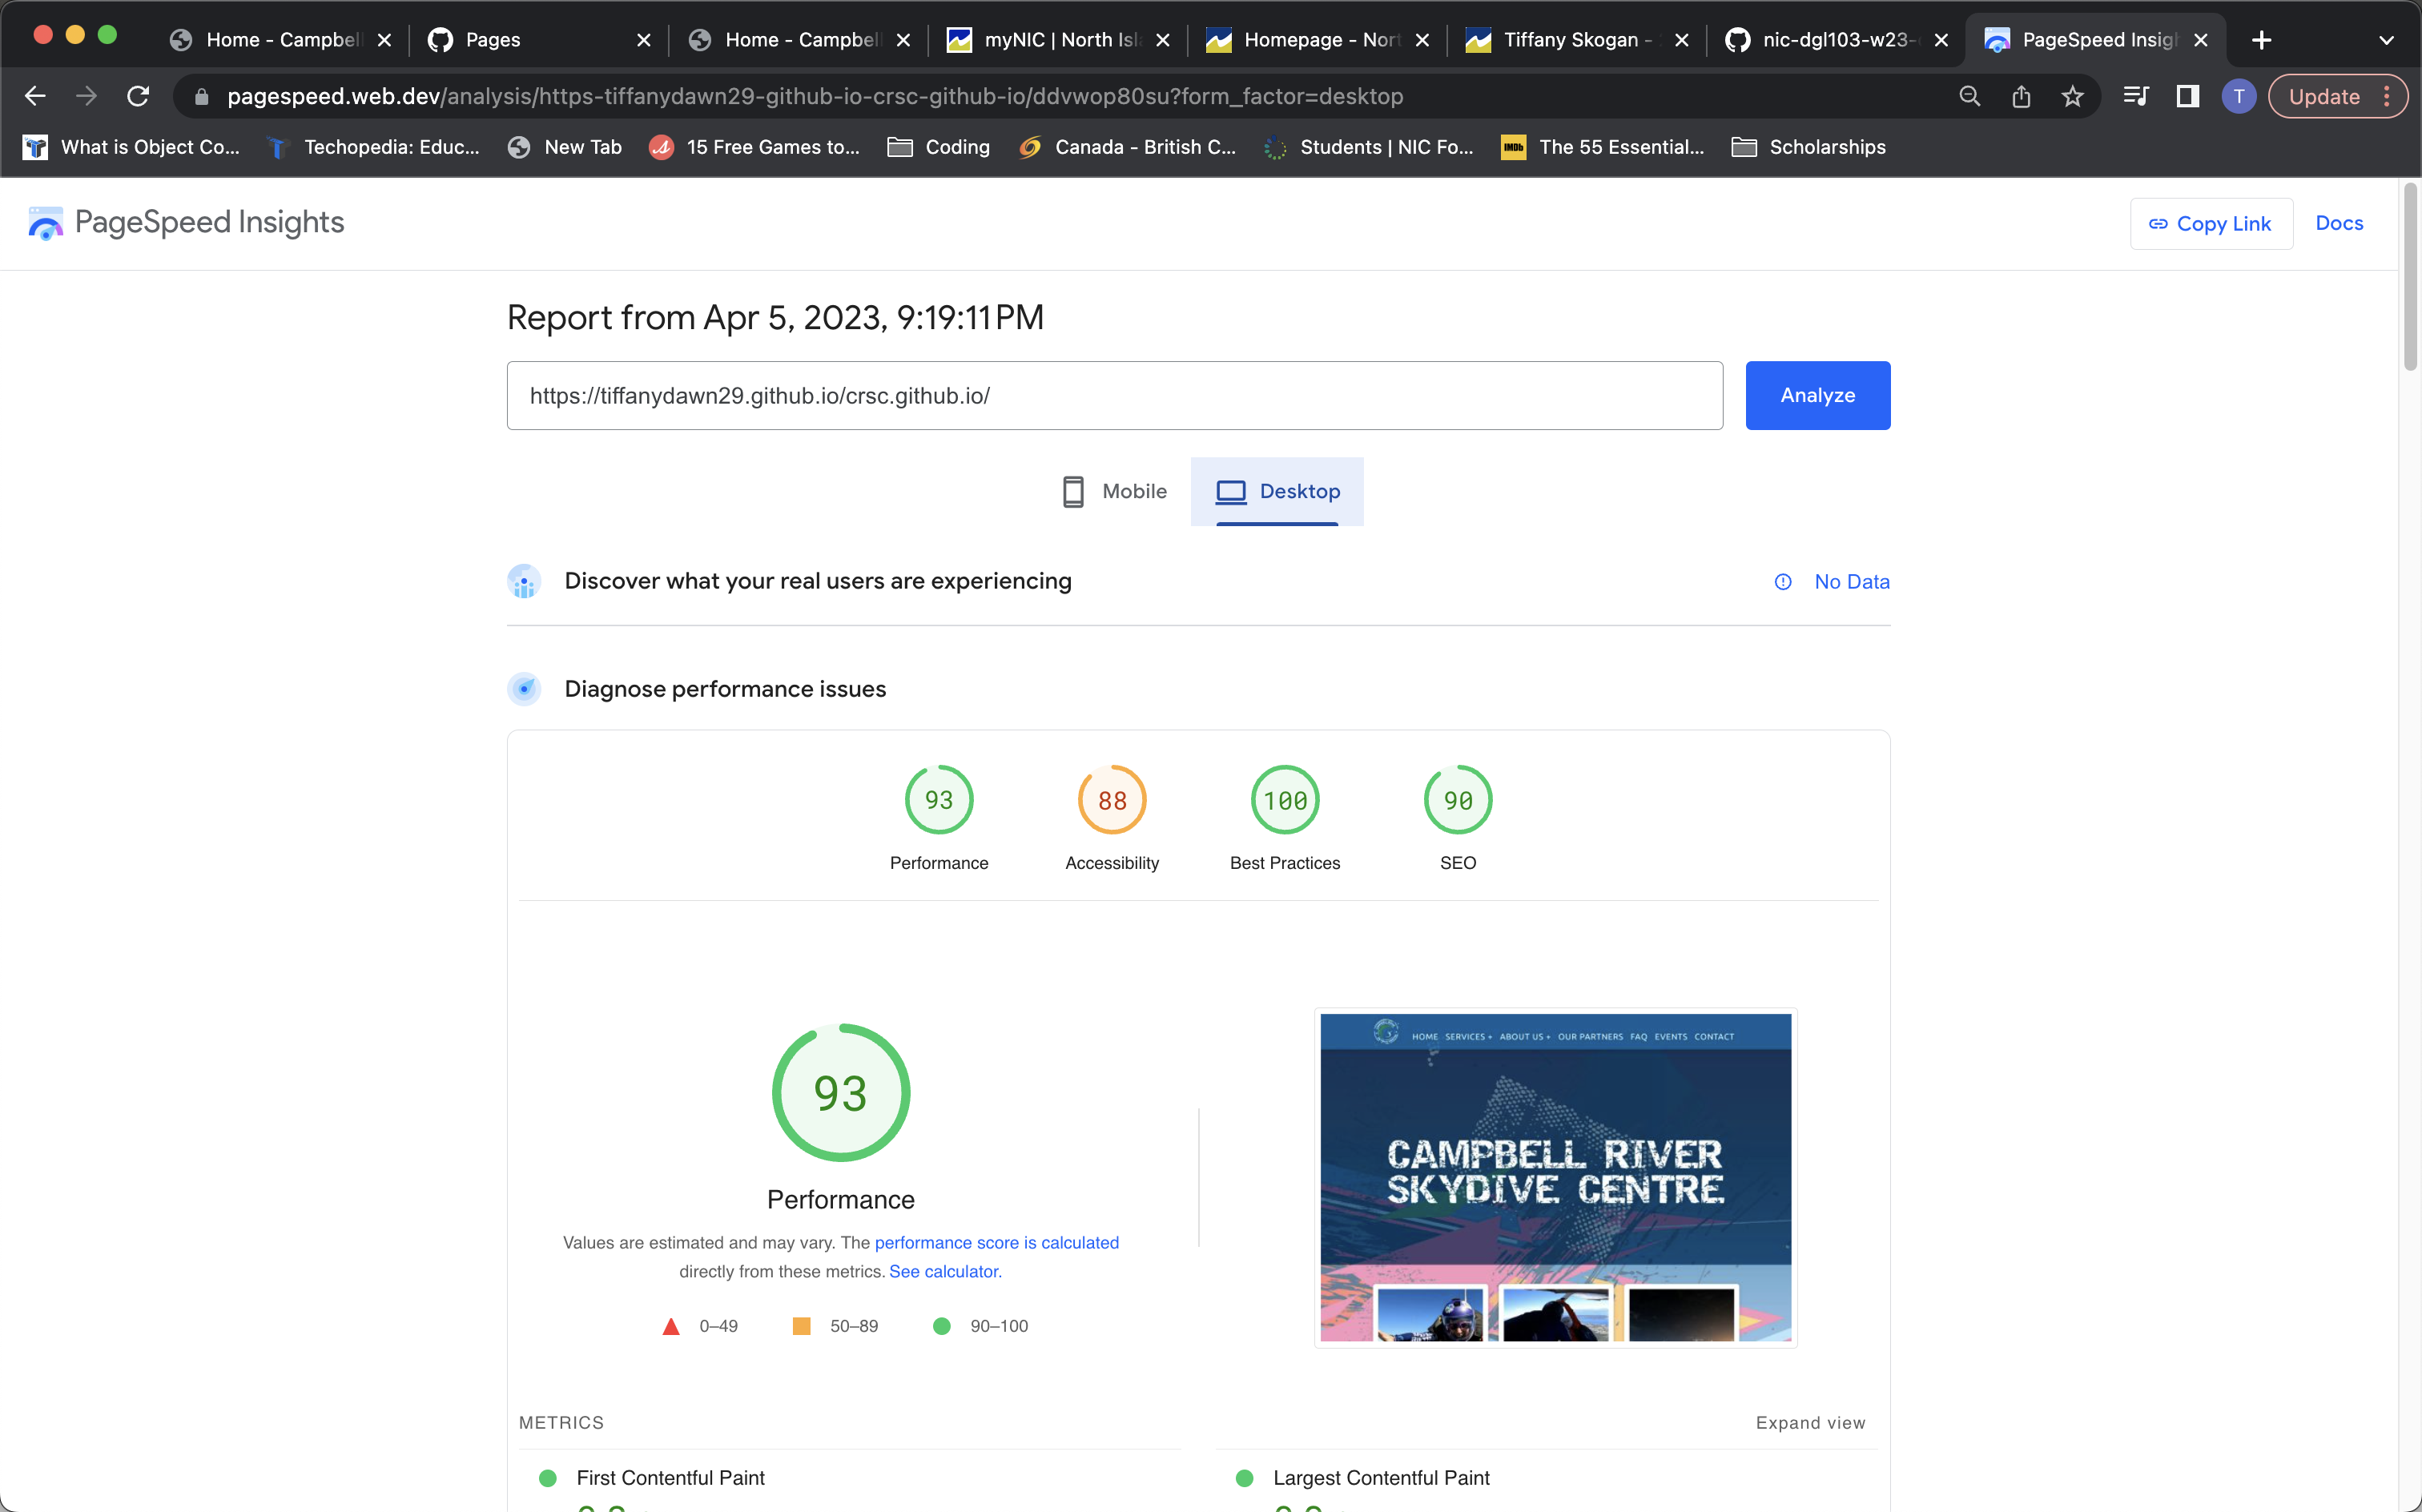 Home - Campbel
Pages
Home - Campbel
myNIC | North Isl
Homepage - Nort
Tiffany Skogan -
nic-dgl103-w23-
PageSpeed Insigh
pagespeed.web.dev/analysis/https-tiffanydawn29-github-io-crsc-github-io/ddvwop80su?form_factor=desktop
T
Update
What is Object Co...
Techopedia: Educ...
New Tab
15 Free Games to...
Coding
Canada - British C...
Students | NIC Fo...
IMDb
The 55 Essential...
Scholarships
PageSpeed Insights
Copy Link
Docs
Report from Apr 5, 2023, 9:19:11 PM
https://tiffanydawn29.github.io/crsc.github.io/
Analyze
Mobile
Desktop
Discover what your real users are experiencing
No Data
Diagnose performance issues
93
88
100
90
Performance
Accessibility
Best Practices
SEO
93
Performance
Values are estimated and may vary. The performance score is calculated
directly from these metrics. See calculator.
0–49
50–89
90–100
HOME SERVICES + ABOUT US + OUR PARTNERS FAQ EVENTS CONTACT
CAMPBELL RIVER
SKYDIVE CENTRE
METRICS
Expand view
First Contentful Paint
Largest Contentful Paint